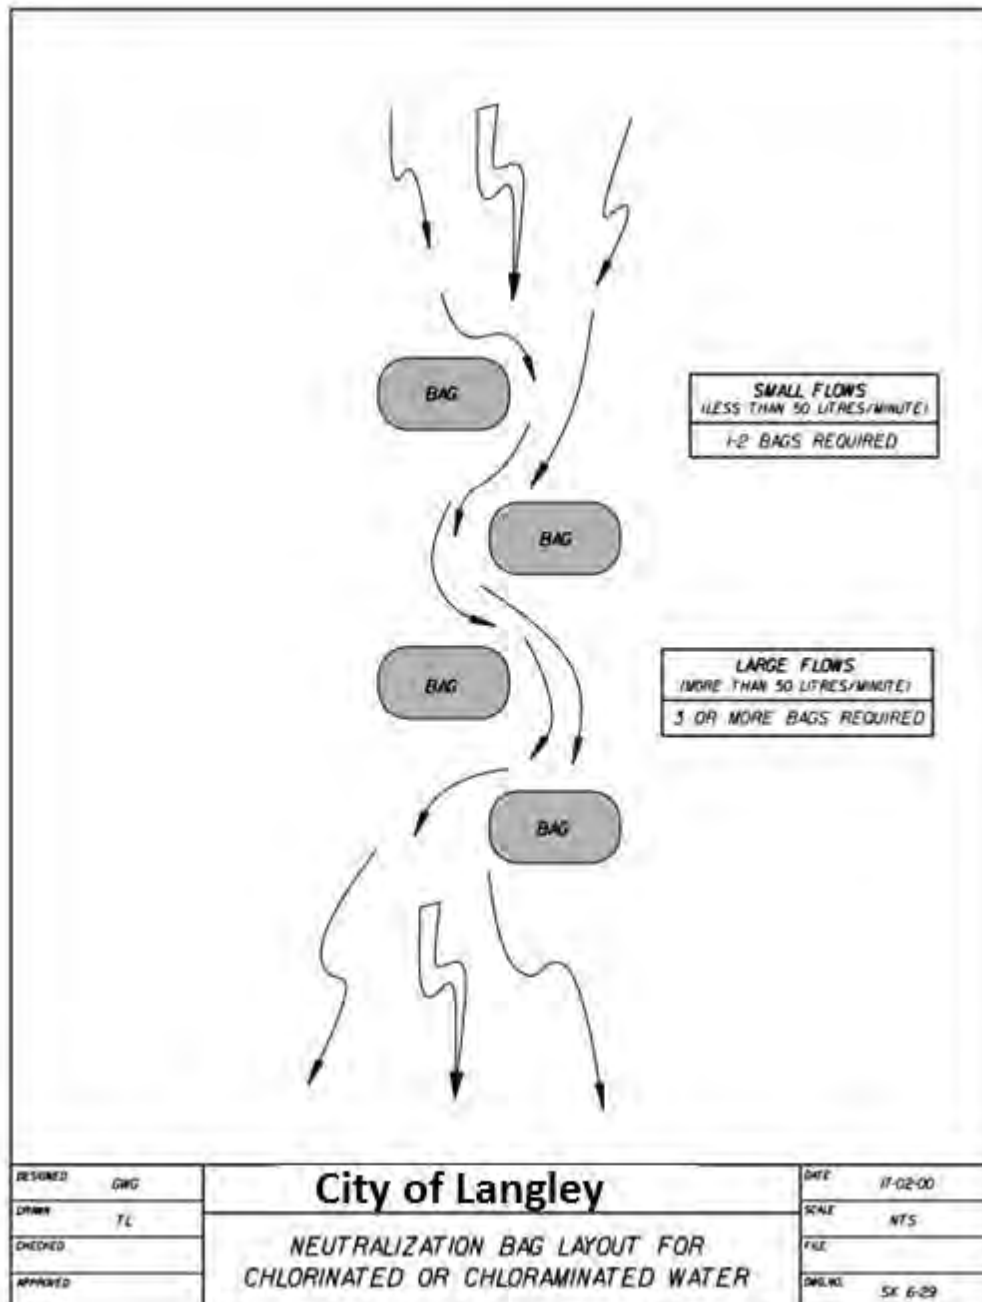 BAG
SMALL FLOWS
(LESS THAN 50 LITRES/MINUTE)
1-2 BAGS REQUIRED
BAG
BAG
LARGE FLOWS
(MORE THAN 50 LITRES/MINUTE)
3 OR MORE BAGS REQUIRED
BAG
DESIGNED GWG
DRAWN TL
CHECKED
APPROVED
City of Langley
NEUTRALIZATION BAG LAYOUT FOR
CHLORINATED OR CHLORAMINATED WATER
DATE 17-02-00
SCALE NTS
FILE
DWG.NO. SK 6-29